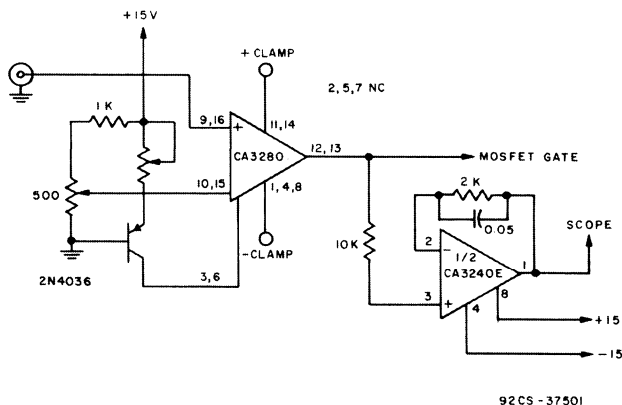 +15V
+ CLAMP
2,5,7 NC
1 K
9,16
+
11,14
CA3280
12,13
MOSFET GATE
500
10,15
1,4,8
2 K
0.05
SCOPE
-CLAMP
10K
2
-
1/2
CA3240E
1
2N4036
3,6
3
+
4
8
+15
-15
92CS-37501